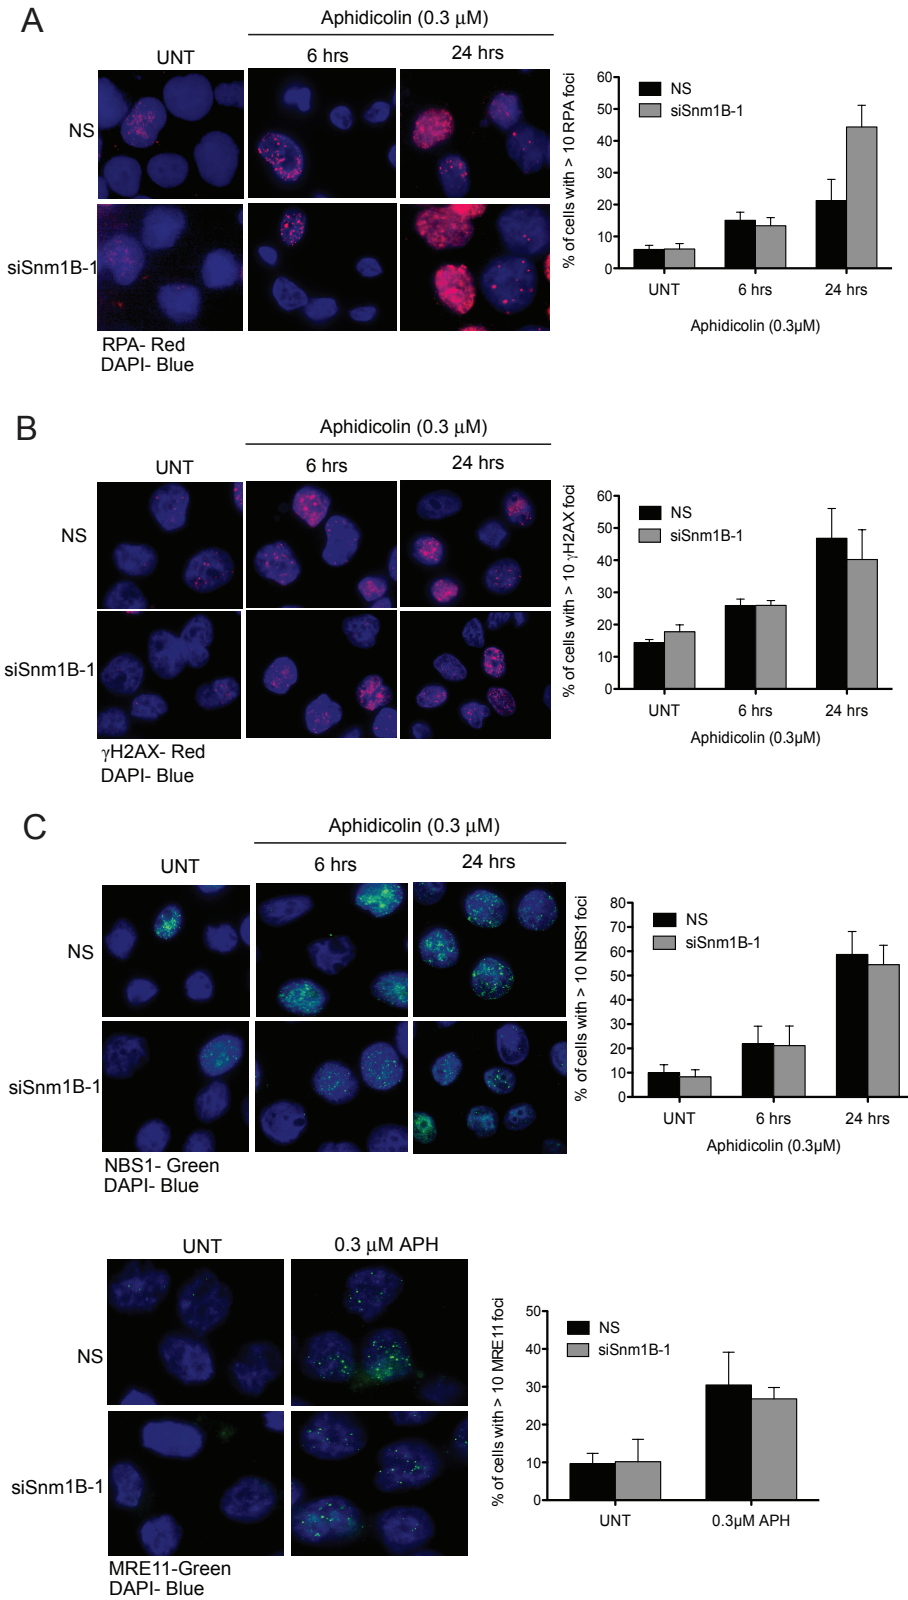 A
Aphidicolin (0.3 μM)
UNT
6 hrs
24 hrs
NS
siSnm1B-1
RPA- Red
DAPI- Blue
% of cells with > 10 RPA foci
60
50
40
30
20
10
0
NS
siSnm1B-1
UNT
6 hrs
24 hrs
Aphidicolin (0.3μM)
B
Aphidicolin (0.3 μM)
UNT
6 hrs
24 hrs
NS
siSnm1B-1
γH2AX- Red
DAPI- Blue
% of cells with > 10 γH2AX foci
60
50
40
30
20
10
0
NS
siSnm1B-1
UNT
6 hrs
24 hrs
Aphidicolin (0.3μM)
C
Aphidicolin (0.3 μM)
UNT
6 hrs
24 hrs
NS
siSnm1B-1
NBS1- Green
DAPI- Blue
% of cells with > 10 NBS1 foci
80
70
60
50
40
30
20
10
0
NS
siSnm1B-1
UNT
6 hrs
24 hrs
Aphidicolin (0.3μM)
UNT
0.3 μM APH
NS
siSnm1B-1
MRE11-Green
DAPI- Blue
% of cells with > 10 MRE11 foci
50
40
30
20
10
0
NS
siSnm1B-1
UNT
0.3μM APH